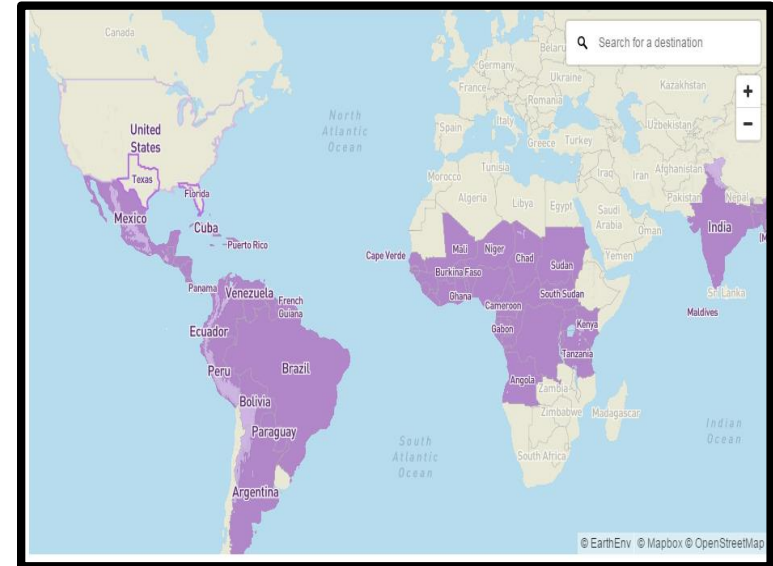 Canada
Search for a destination
Belaru
Germany
Ukraine
Kazakhstan
France
Romania
+
North
Atlantic
Ocean
United
States
Spain
Italy
Greece
Turkey
Uzbekistan
−
Texas
Florida
Morocco
Tunisia
Algeria
Libya
Egypt
Iraq
Iran
Afghanistan
Pakistan
Nepal
Saudi
Arabia
Oman
Mexico
Cuba
Puerto Rico
India
Cape Verde
Mali
Niger
Chad
Sudan
Yemen
Burkina Faso
Panama
Venezuela
French
Guiana
Ghana
Cameroon
South Sudan
Sri Lanka
Maldives
Ecuador
Gabon
Kenya
Peru
Brazil
Tanzania
Angola
Zambia
Bolivia
Zimbabwe
Madagascar
Paraguay
South
Atlantic
Ocean
Indian
Ocean
South Africa
Argentina
© EarthEnv © Mapbox © OpenStreetMap